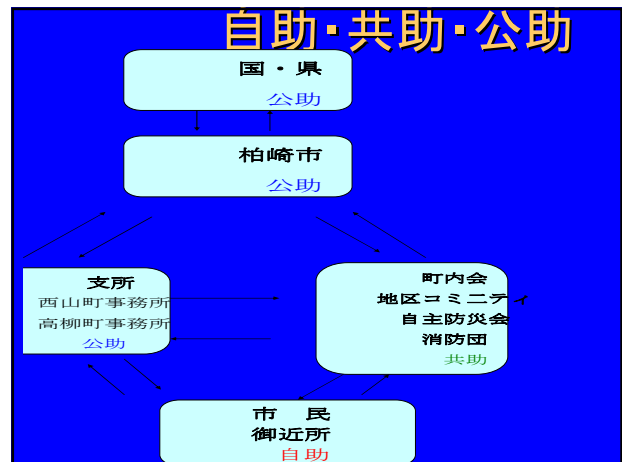 自助・共助・公助
国・県
公助
柏崎市
公助
支所
西山町事務所
高柳町事務所
公助
町内会
地区コミニティ
自主防災会
消防団
共助
市　民
御近所
自助